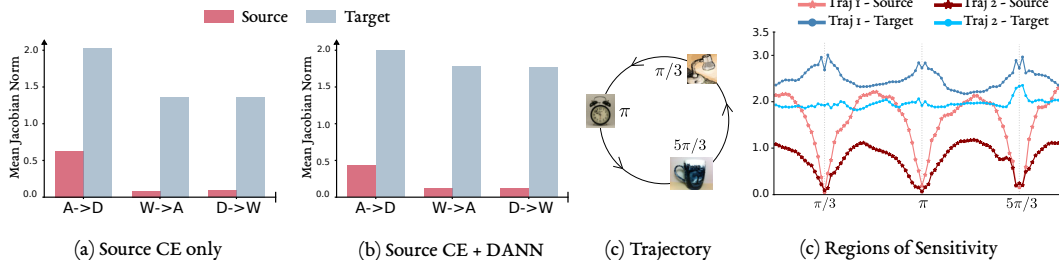 Source Target
Mean Jacobian Norm
2.0
1.5
1.0
0.5
0.0
A->D W->A D->W
(a) Source CE only
Source Target
Mean Jacobian Norm
2.0
1.5
1.0
0.5
0.0
A->D W->A D->W
(b) Source CE + DANN
π/3
π
5π/3
(c) Trajectory
Traj 1 - Source Traj 2 - Source
Traj 1 - Target Traj 2 - Target
3.5
3.0
2.0
1.0
0.0
π/3 π 5π/3
(c) Regions of Sensitivity